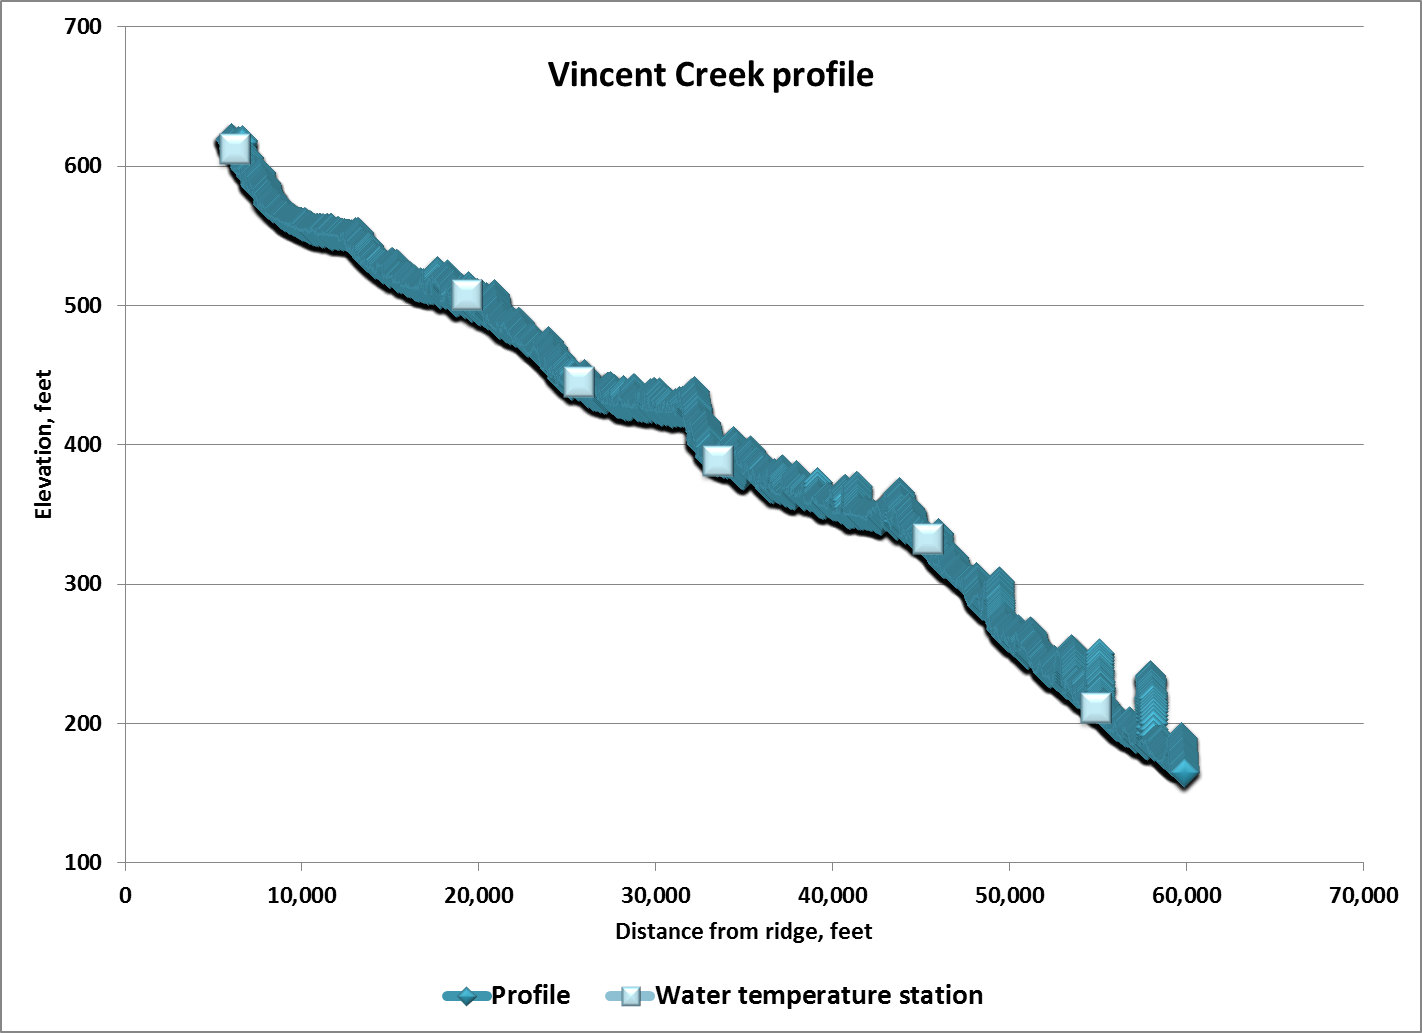 Vincent Creek profile
700
600
500
400
300
200
100
Elevation, feet
0 10,000 20,000 30,000 40,000 50,000 60,000 70,000
Distance from ridge, feet
Profile Water temperature station